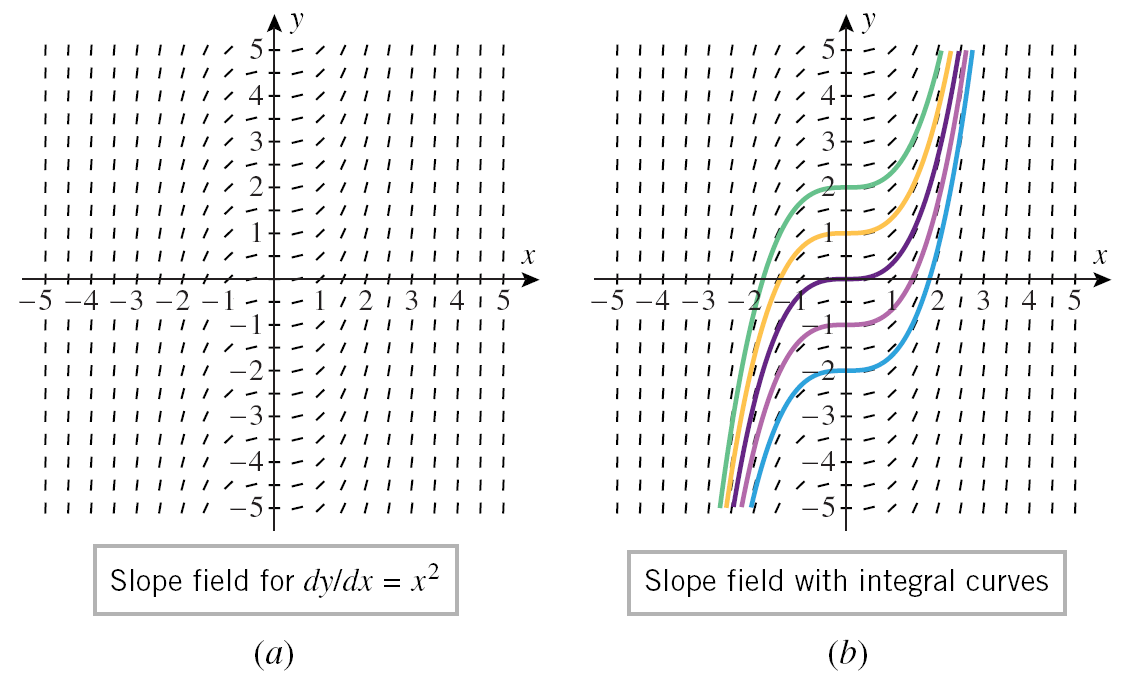 y
5
4
3
2
1
x
−5 −4 −3 −2 −1 1 2 3 4 5
−1
−2
−3
−4
−5
Slope field for dy/dx = x²
(a)
y
5
4
3
2
1
x
−5 −4 −3 −2 −1 1 2 3 4 5
−1
−2
−3
−4
−5
Slope field with integral curves
(b)